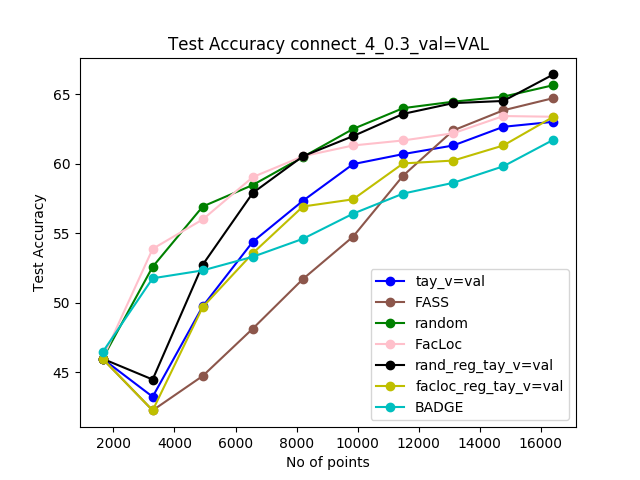 Test Accuracy connect_4_0.3_val=VAL
Test Accuracy
65
60
55
50
45
2000 4000 6000 8000 10000 12000 14000 16000
No of points
tay_v=val
FASS
random
FacLoc
rand_reg_tay_v=val
facloc_reg_tay_v=val
BADGE